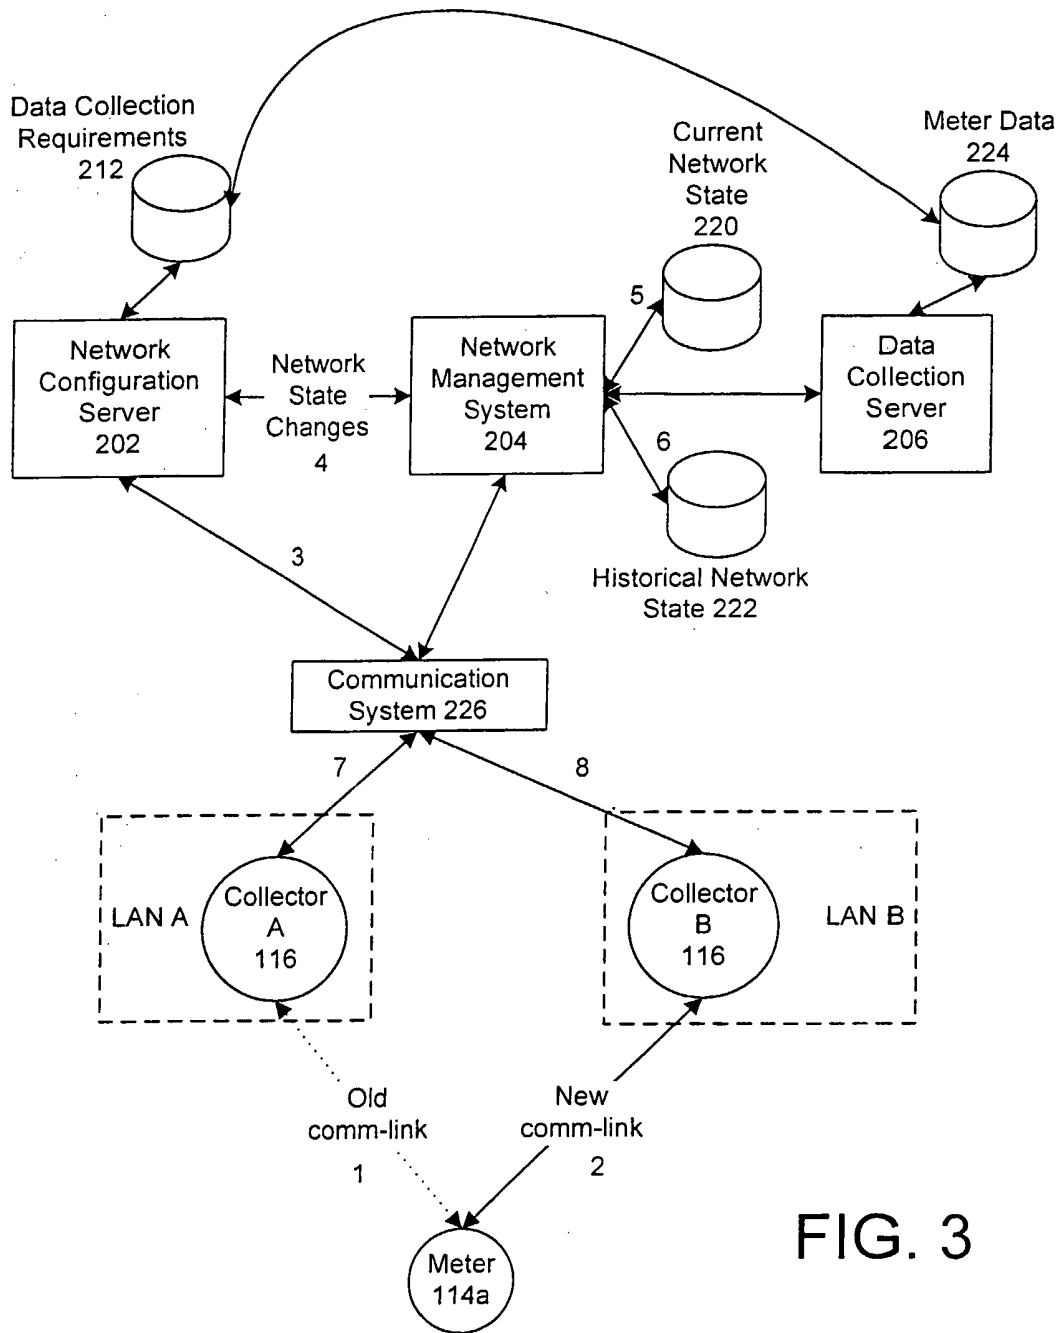 Data Collection
Requirements
212
Current
Network
State
220
Meter Data
224
5
Network
Configuration
Server
202
Network
State
Changes
4
Network
Management
System
204
Data
Collection
Server
206
6
3
Historical Network
State 222
Communication
System 226
7
8
LAN A
Collector
A
116
Collector
B
116
LAN B
Old
comm-link
1
New
comm-link
2
Meter
114a
FIG. 3